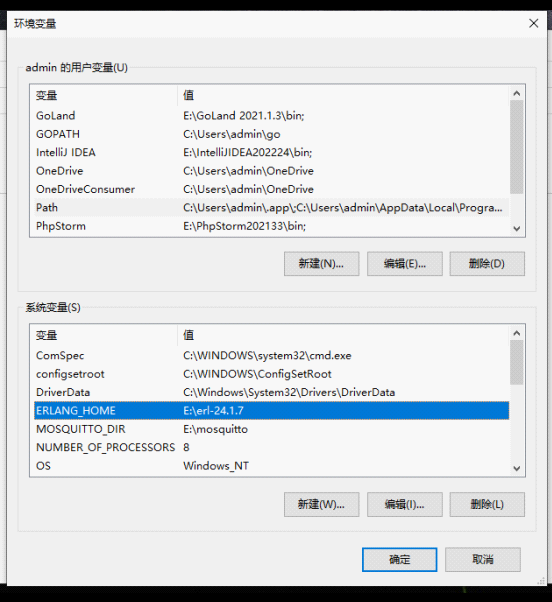 环境变量
admin 的用户变量(U)
变量 值
GoLand E:\GoLand 2021.1.3\bin;
GOPATH C:\Users\admin\go
IntelliJ IDEA E:\IntelliJIDEA202224\bin;
OneDrive C:\Users\admin\OneDrive
OneDriveConsumer C:\Users\admin\OneDrive
Path C:\Users\admin\.app\;C:\Users\admin\AppData\Local\Progra...
PhpStorm E:\PhpStorm202133\bin;
新建(N)... 编辑(E)... 删除(D)
系统变量(S)
变量 值
ComSpec C:\WINDOWS\system32\cmd.exe
configsetroot C:\WINDOWS\ConfigSetRoot
DriverData C:\Windows\System32\Drivers\DriverData
ERLANG_HOME E:\erl-24.1.7
MOSQUITTO_DIR E:\mosquitto
NUMBER_OF_PROCESSORS 8
OS Windows_NT
新建(W)... 编辑(I)... 删除(L)
确定 取消